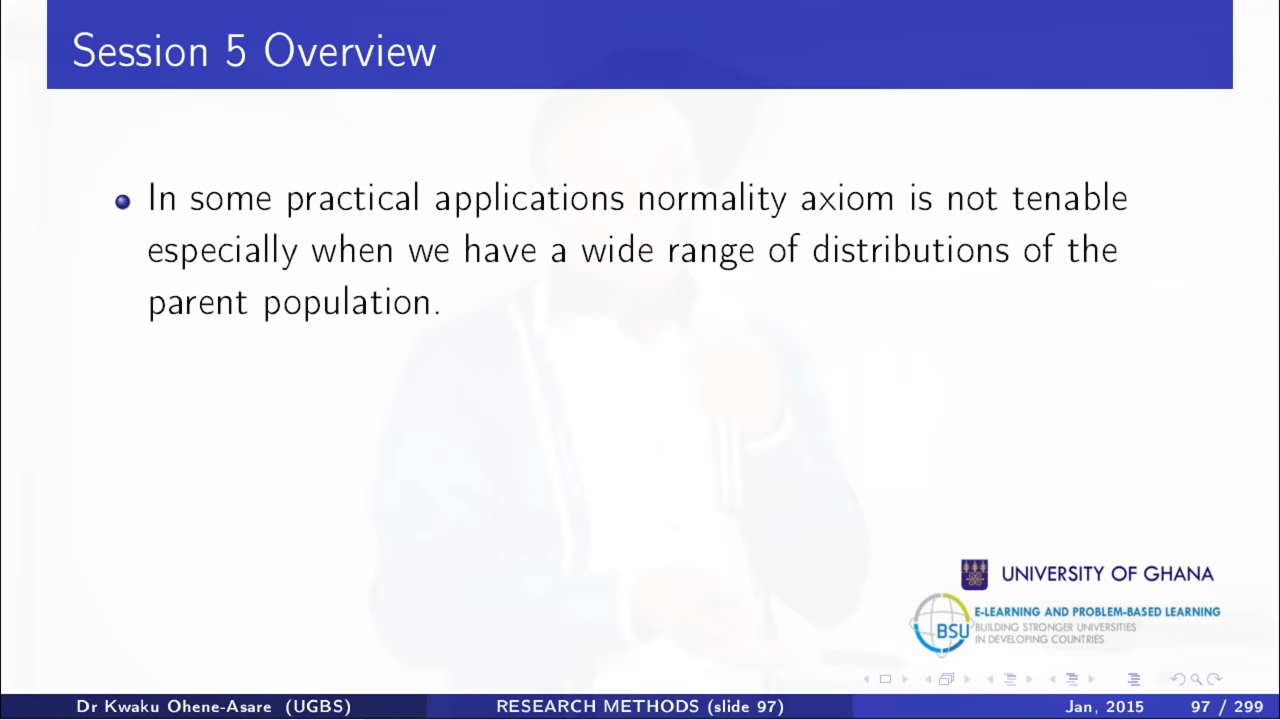 Session 5 Overview
In some practical applications normality axiom is not tenable
especially when we have a wide range of distributions of the
parent population.
UNIVERSITY OF GHANA
E-LEARNING AND PROBLEM-BASED LEARNING
BSU
BUILDING STRONGER UNIVERSITIES
IN DEVELOPING COUNTRIES
Dr Kwaku Ohene-Asare (UGBS) RESEARCH METHODS (slide 97) Jan, 2015 97 / 299